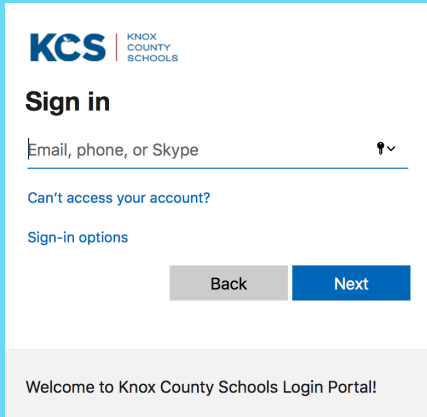 KCS
KNOX
COUNTY
SCHOOLS
Sign in
Email, phone, or Skype
Can't access your account?
Sign-in options
Back
Next
Welcome to Knox County Schools Login Portal!